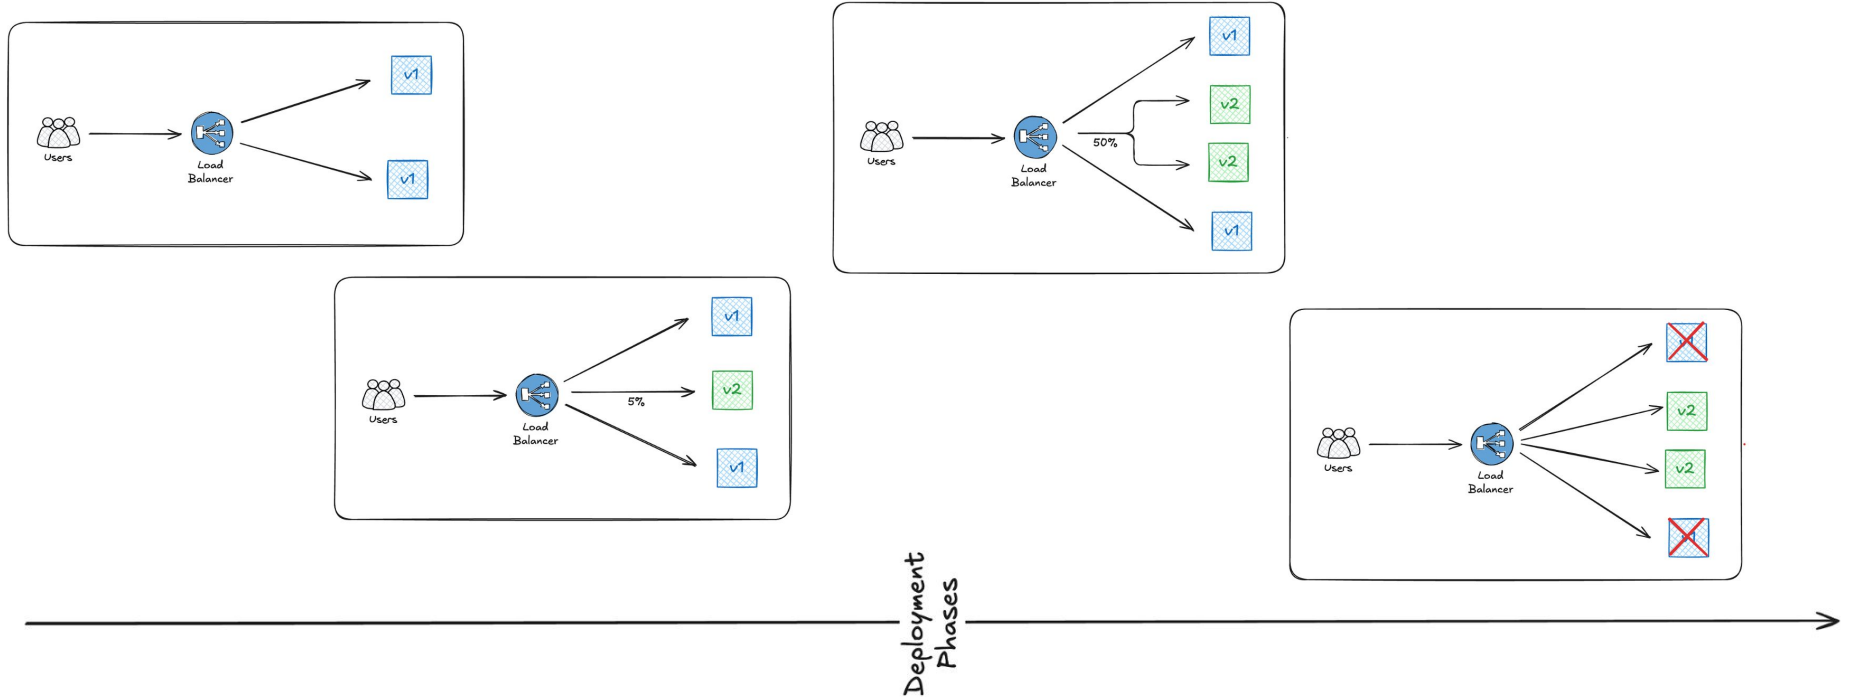 v1
Users
Load
Balancer
v1
v1
v2
5%
Users
Load
Balancer
v1
v1
v2
50%
v2
Users
Load
Balancer
v1
v2
v2
Users
Load
Balancer
Deployment
Phases